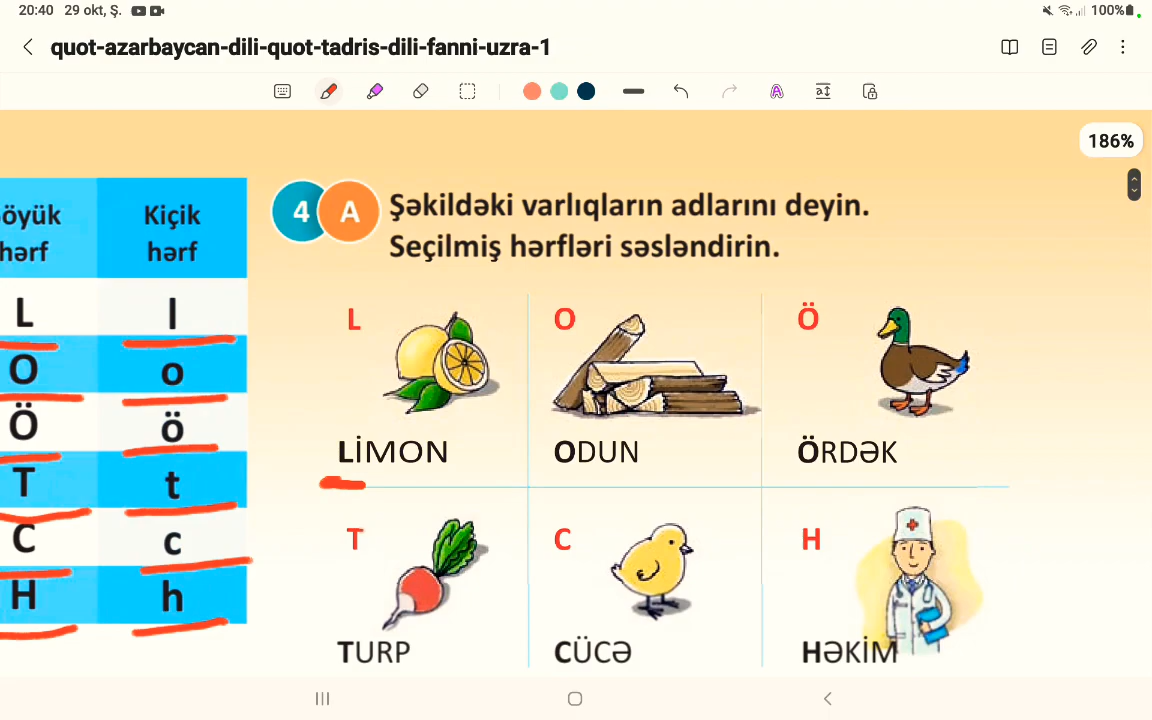 20:40 29 okt, Ş.
100%
quot-azarbaycan-dili-quot-tadris-dili-fanni-uzra-1
186%
öyük
hərf
Kiçik
hərf
L l
O o
Ö ö
T t
C c
H h
4 A Şəkildəki varlıqların adlarını deyin.
Seçilmiş hərfləri səsləndirin.
L O Ö
LİMON ODUN ÖRDƏK
T C H
TURP CÜCƏ HƏKİM